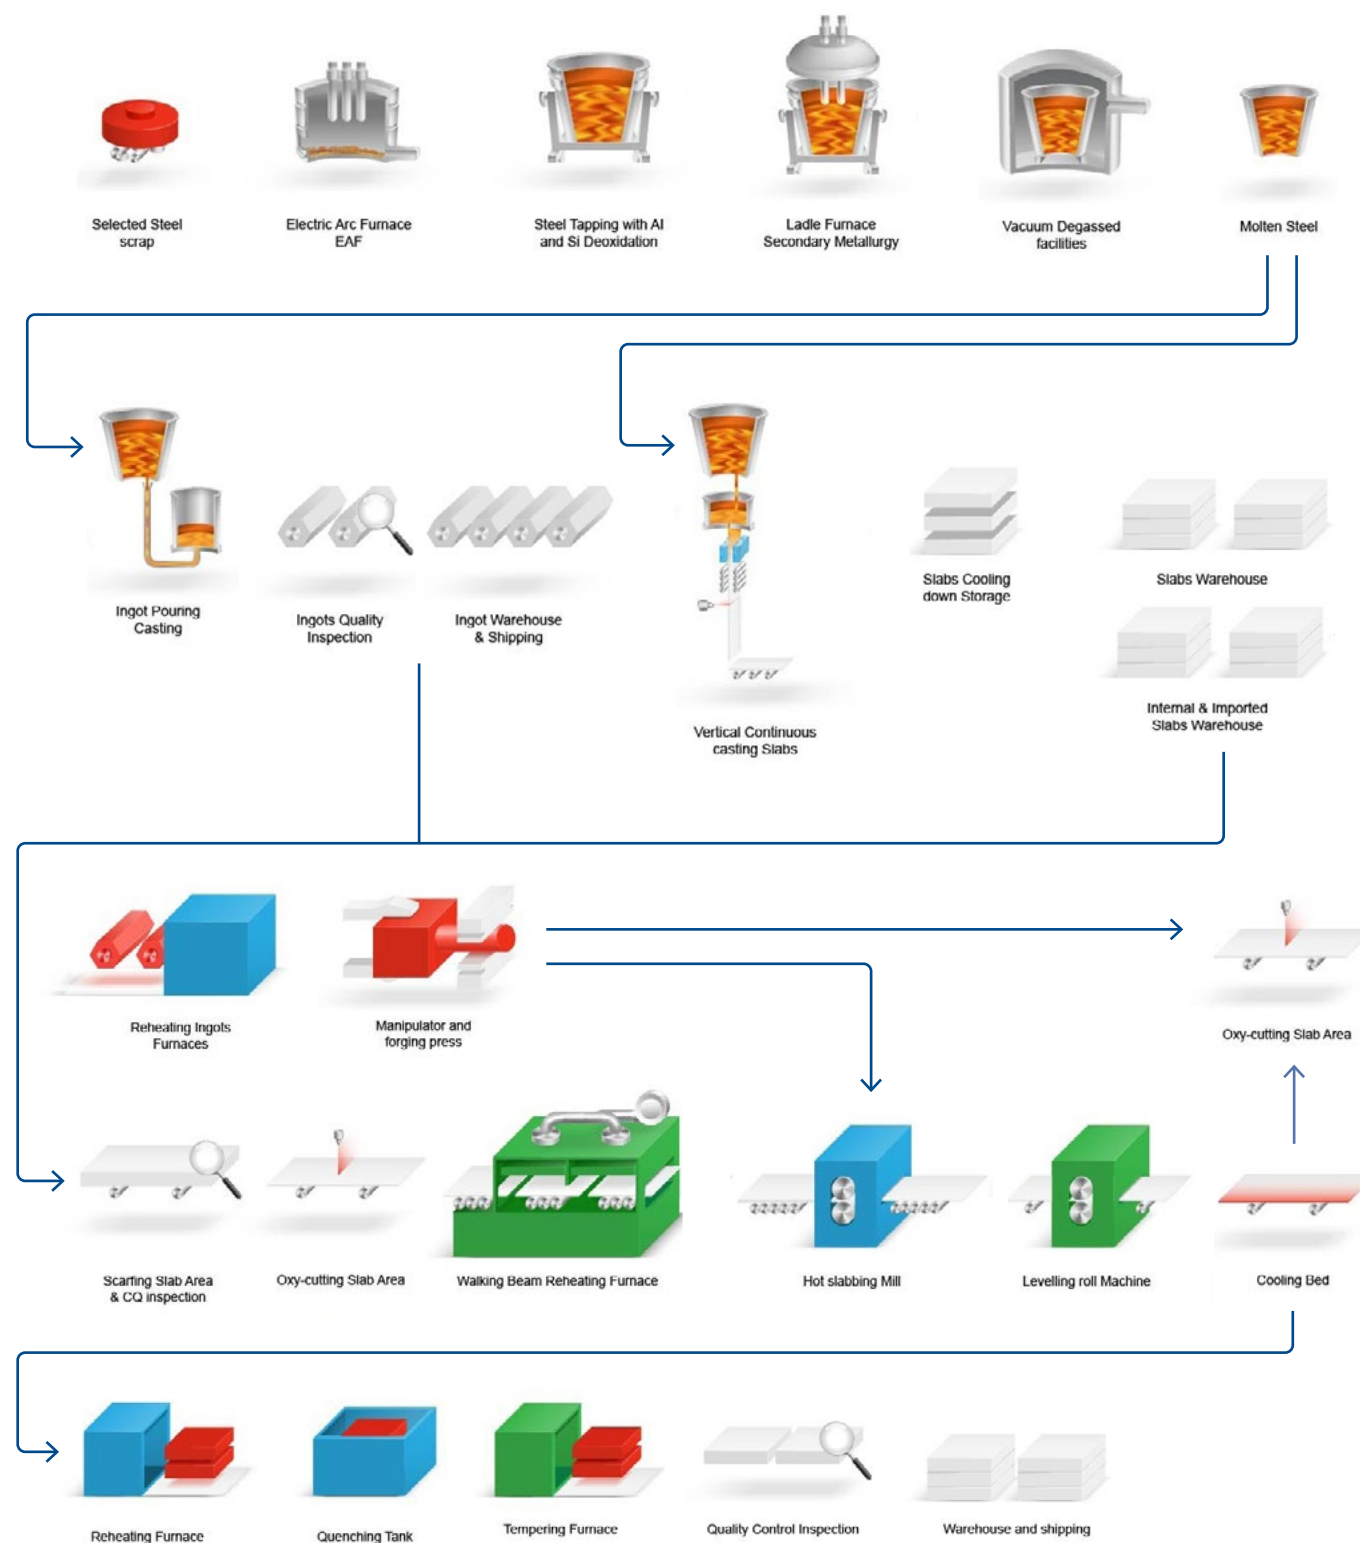 Selected Steel
scrap
Electric Arc Furnace
EAF
Steel Tapping with Al
and Si Deoxidation
Ladle Furnace
Secondary Metallurgy
Vacuum Degassed
facilities
Molten Steel
Ingot Pouring
Casting
Ingots Quality
Inspection
Ingot Warehouse
& Shipping
Vertical Continuous
casting Slabs
Slabs Cooling
down Storage
Slabs Warehouse
Internal & Imported
Slabs Warehouse
Reheating Ingots
Furnaces
Manipulator and
forging press
Oxy-cutting Slab Area
Scarfing Slab Area
& CQ inspection
Oxy-cutting Slab Area
Walking Beam Reheating Furnace
Hot slabbing Mill
Levelling roll Machine
Cooling Bed
Reheating Furnace
Quenching Tank
Tempering Furnace
Quality Control Inspection
Warehouse and shipping